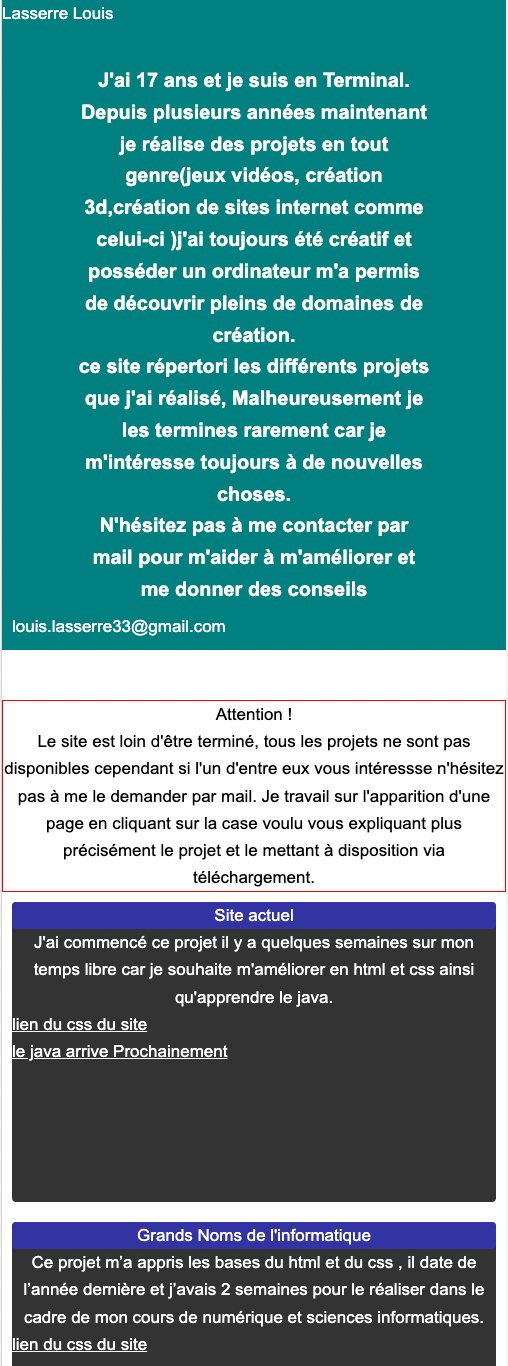 Lasserre Louis
J'ai 17 ans et je suis en Terminal.
Depuis plusieurs années maintenant
je réalise des projets en tout
genre(jeux vidéos, création
3d,création de sites internet comme
celui-ci )j'ai toujours été créatif et
posséder un ordinateur m'a permis
de découvrir pleins de domaines de
création.
ce site répertori les différents projets
que j'ai réalisé, Malheureusement je
les termines rarement car je
m'intéresse toujours à de nouvelles
choses.
N'hésitez pas à me contacter par
mail pour m'aider à m'améliorer et
me donner des conseils
louis.lasserre33@gmail.com
Attention !
Le site est loin d'être terminé, tous les projets ne sont pas
disponibles cependant si l'un d'entre eux vous intéressse n'hésitez
pas à me le demander par mail. Je travail sur l'apparition d'une
page en cliquant sur la case voulu vous expliquant plus
précisément le projet et le mettant à disposition via
téléchargement.
Site actuel
J'ai commencé ce projet il y a quelques semaines sur mon
temps libre car je souhaite m'améliorer en html et css ainsi
qu'apprendre le java.
lien du css du site
le java arrive Prochainement
Grands Noms de l'informatique
Ce projet m’a appris les bases du html et du css , il date de
l’année dernière et j’avais 2 semaines pour le réaliser dans le
cadre de mon cours de numérique et sciences informatiques.
lien du css du site